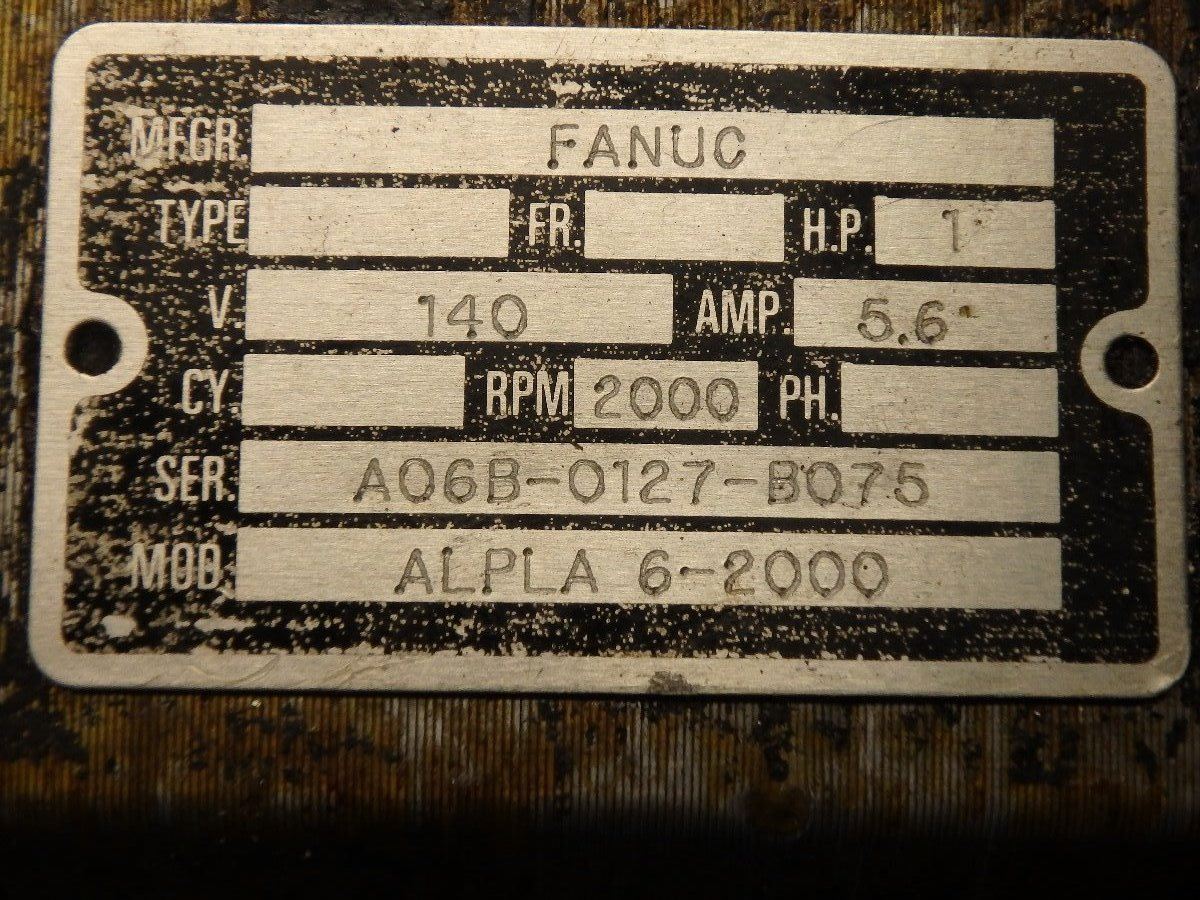 MFGR. FANUC
TYPE FR. H.P. 1
V. 140 AMP. 5.6
CY. RPM 2000 PH.
SER. A06B-0127-B075
MOD. ALPLA 6-2000